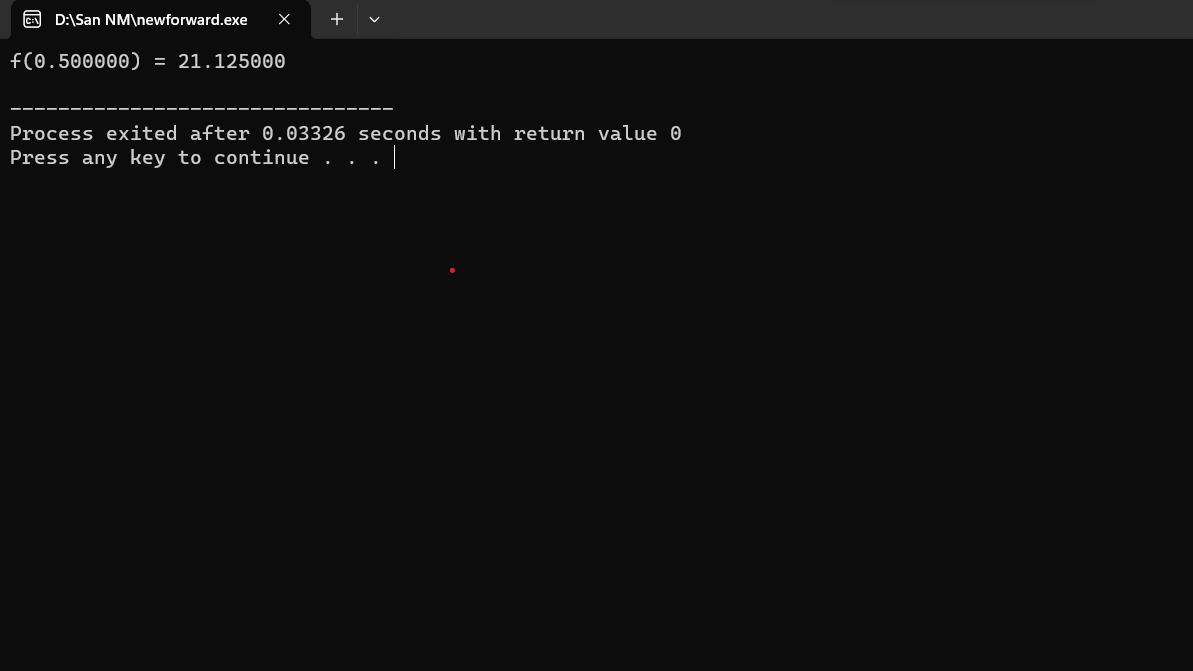 D:\San NM\newforward.exe
f(0.500000) = 21.125000
--------------------------------
Process exited after 0.03326 seconds with return value 0
Press any key to continue . . .